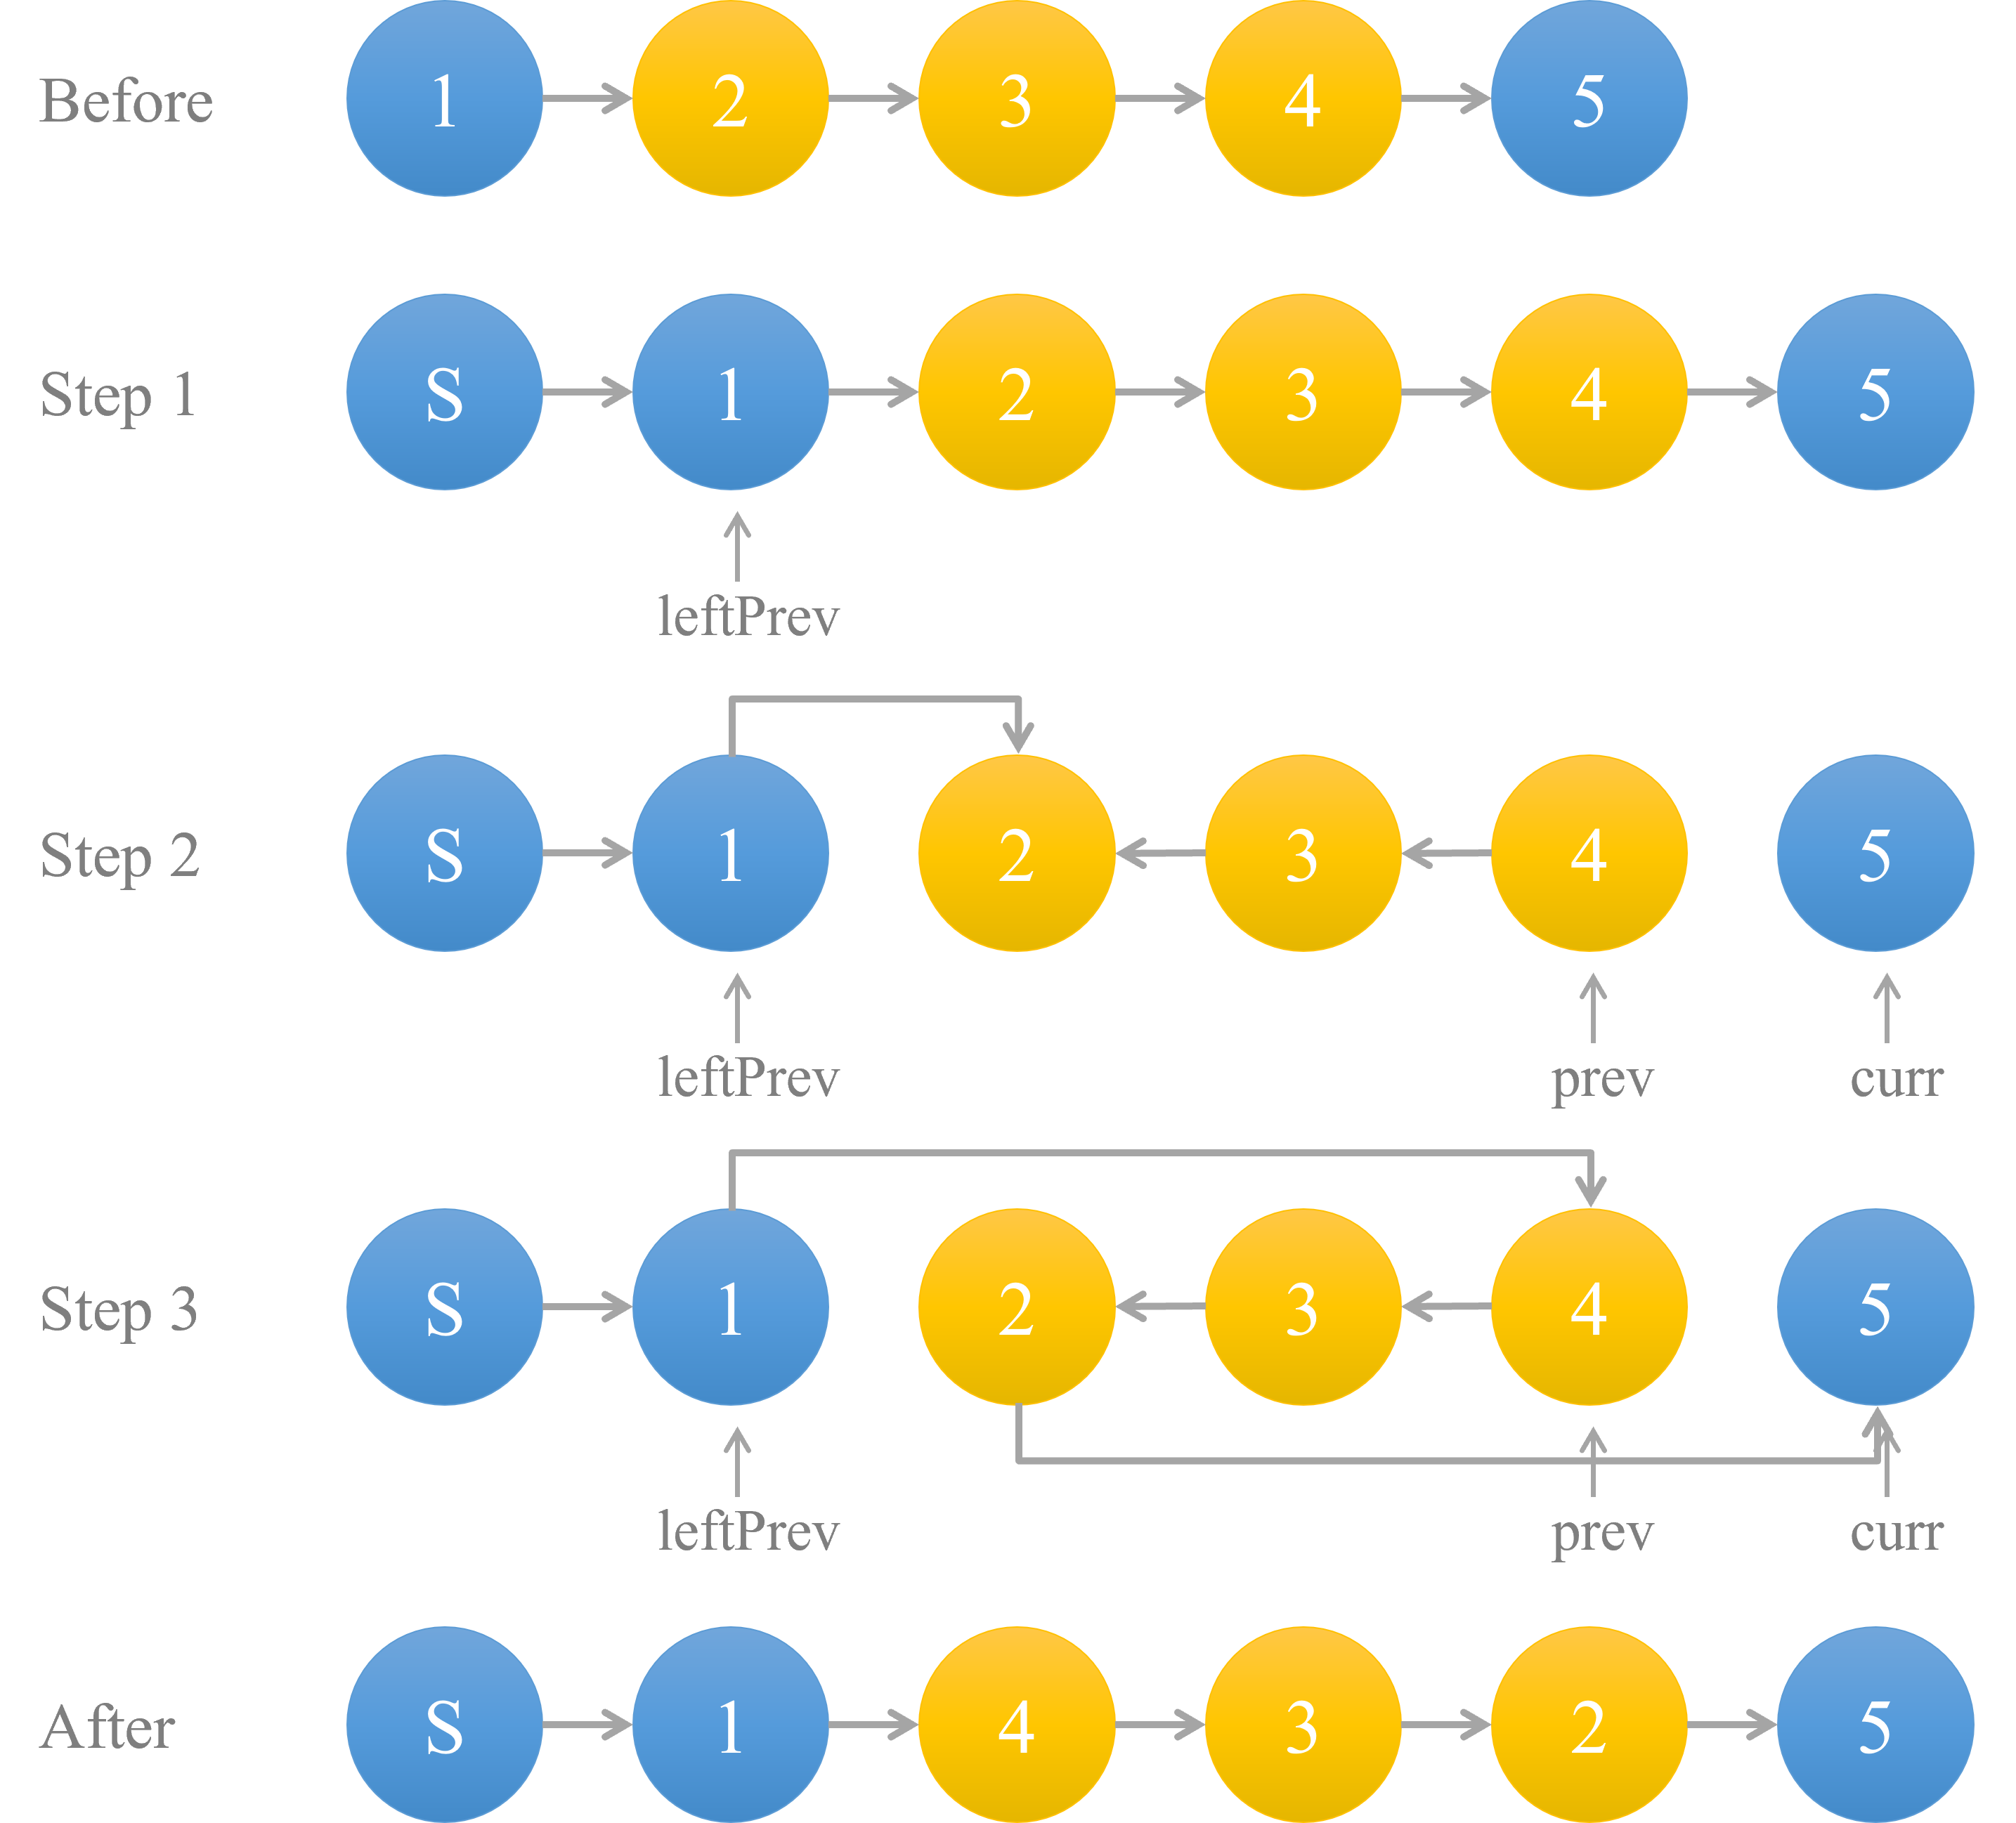 Before 1 2 3 4 5
Step 1 S 1 2 3 4 5
leftPrev
Step 2 S 1 2 3 4 5
leftPrev prev curr
Step 3 S 1 2 3 4 5
leftPrev prev curr
After S 1 4 3 2 5